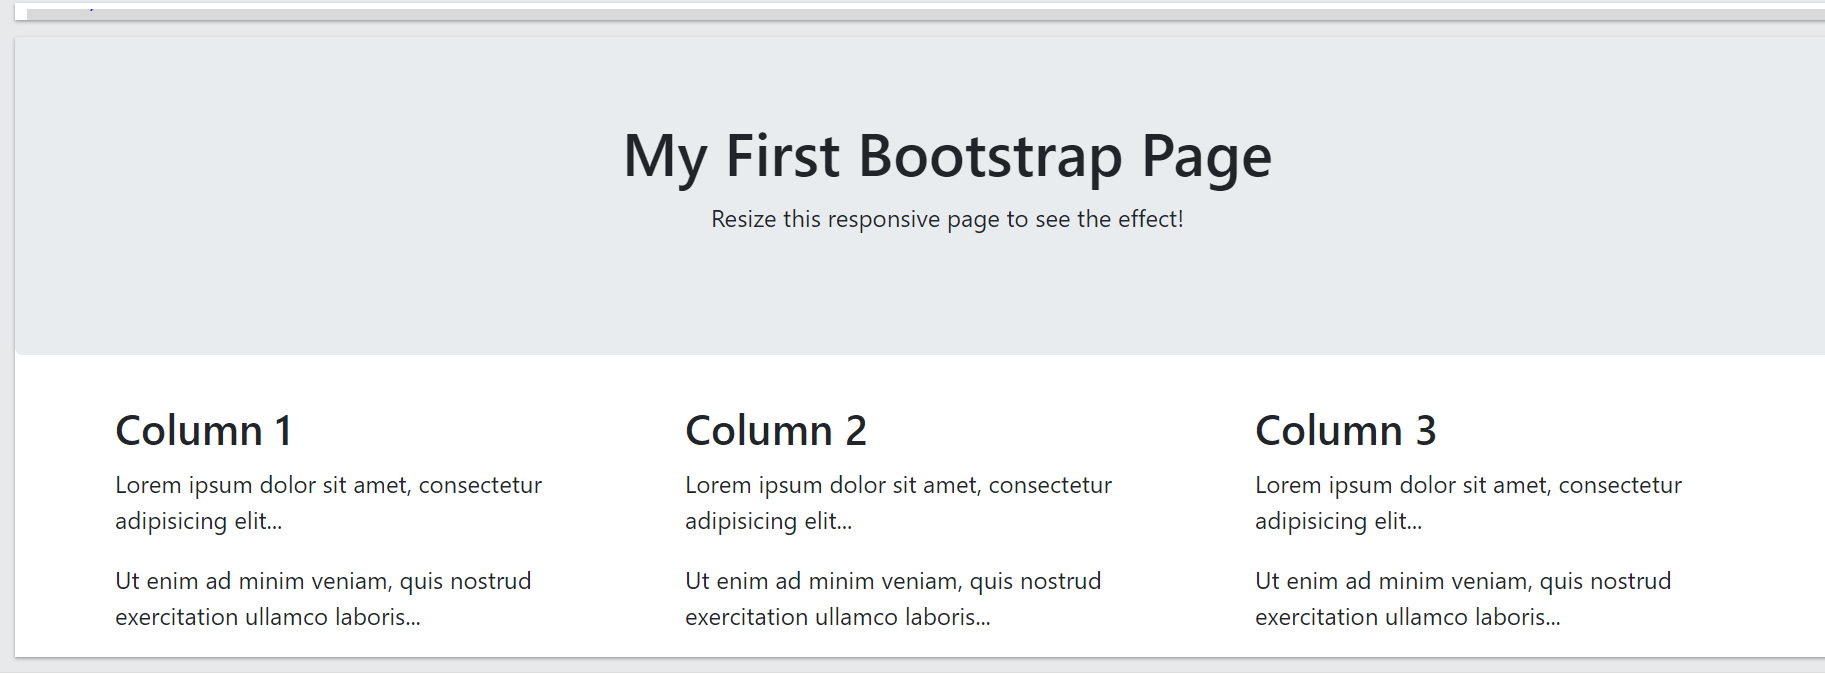 My First Bootstrap Page
Resize this responsive page to see the effect!
Column 1
Lorem ipsum dolor sit amet, consectetur
adipisicing elit...
Ut enim ad minim veniam, quis nostrud
exercitation ullamco laboris...
Column 2
Lorem ipsum dolor sit amet, consectetur
adipisicing elit...
Ut enim ad minim veniam, quis nostrud
exercitation ullamco laboris...
Column 3
Lorem ipsum dolor sit amet, consectetur
adipisicing elit...
Ut enim ad minim veniam, quis nostrud
exercitation ullamco laboris...